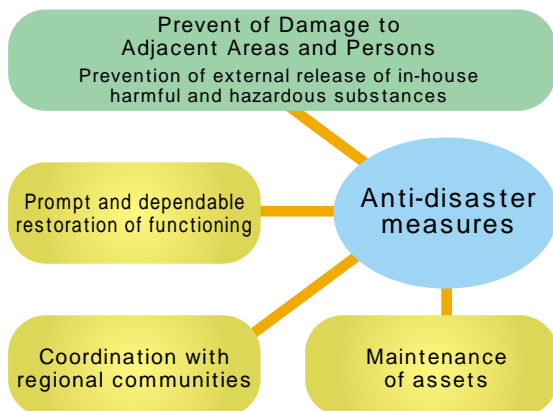 Prevent of Damage to
Adjacent Areas and Persons
Prevention of external release of in-house
harmful and hazardous substances
Anti-disaster
measures
Prompt and dependable
restoration of functioning
Coordination with
regional communities
Maintenance
of assets